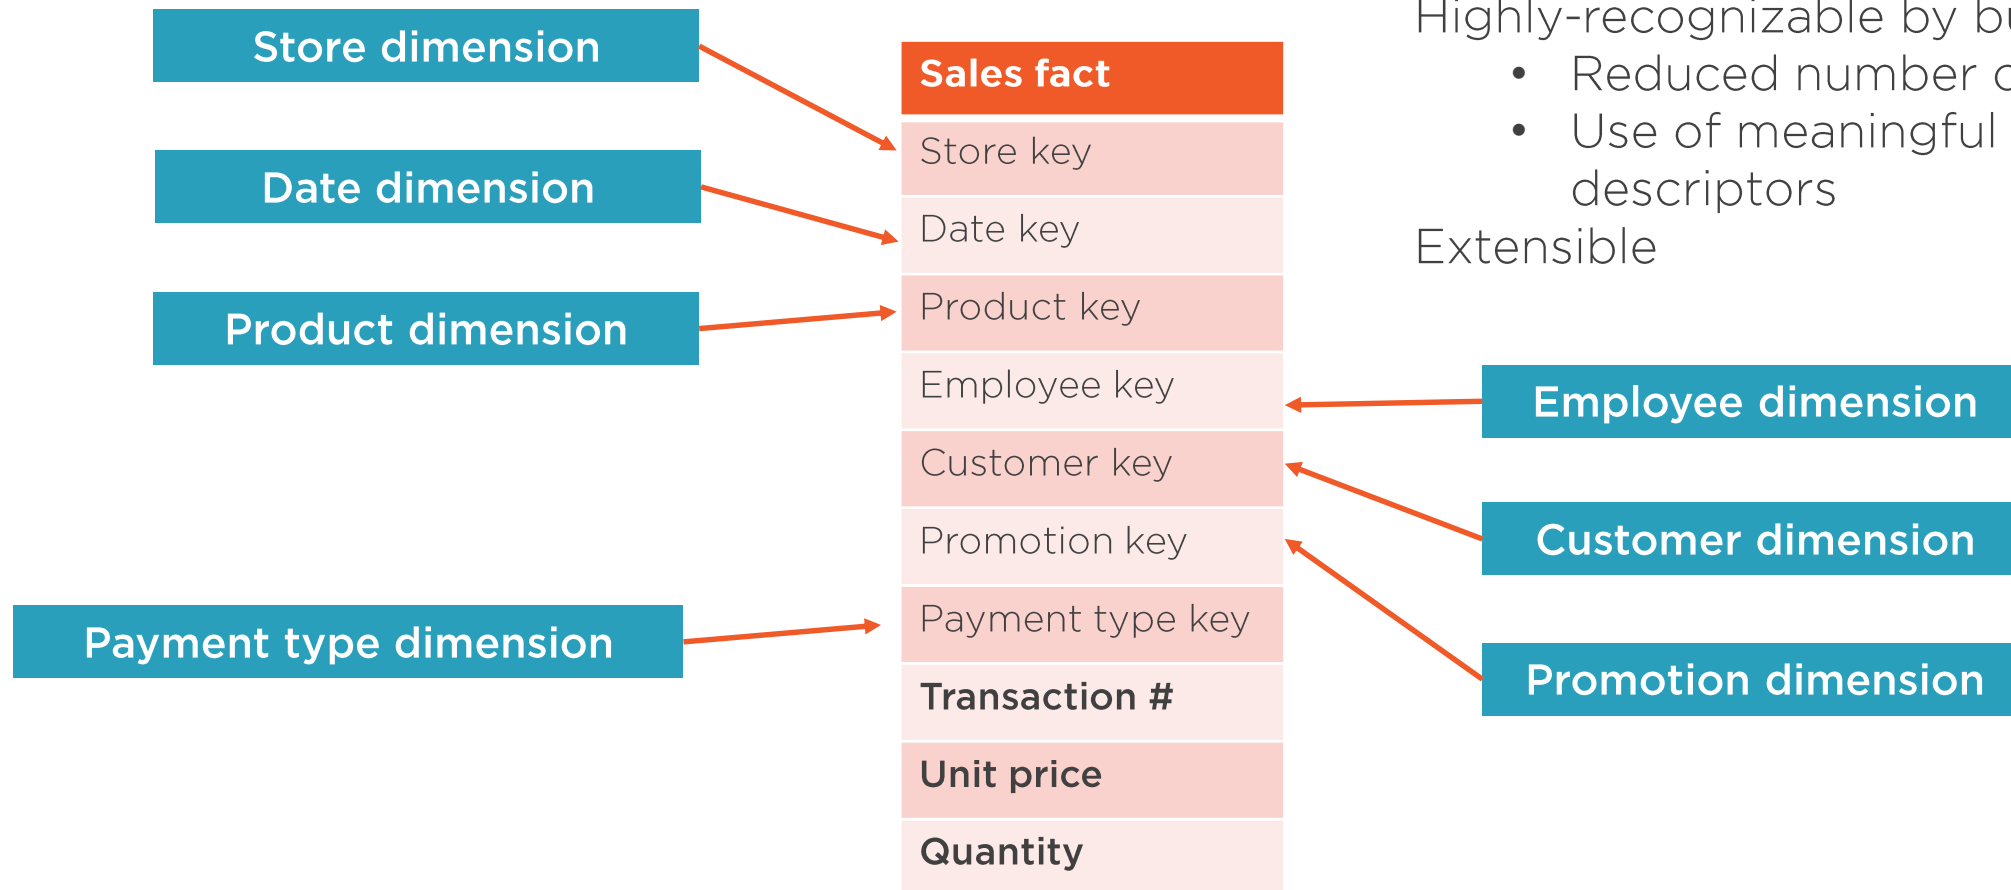 Store dimension
Date dimension
Product dimension
Payment type dimension
Sales fact
Store key
Date key
Product key
Employee key
Customer key
Promotion key
Payment type key
Transaction #
Unit price
Quantity
Highly-recognizable by
• Reduced number
• Use of meaningful
descriptors
Extensible
Employee dimension
Customer dimension
Promotion dimension